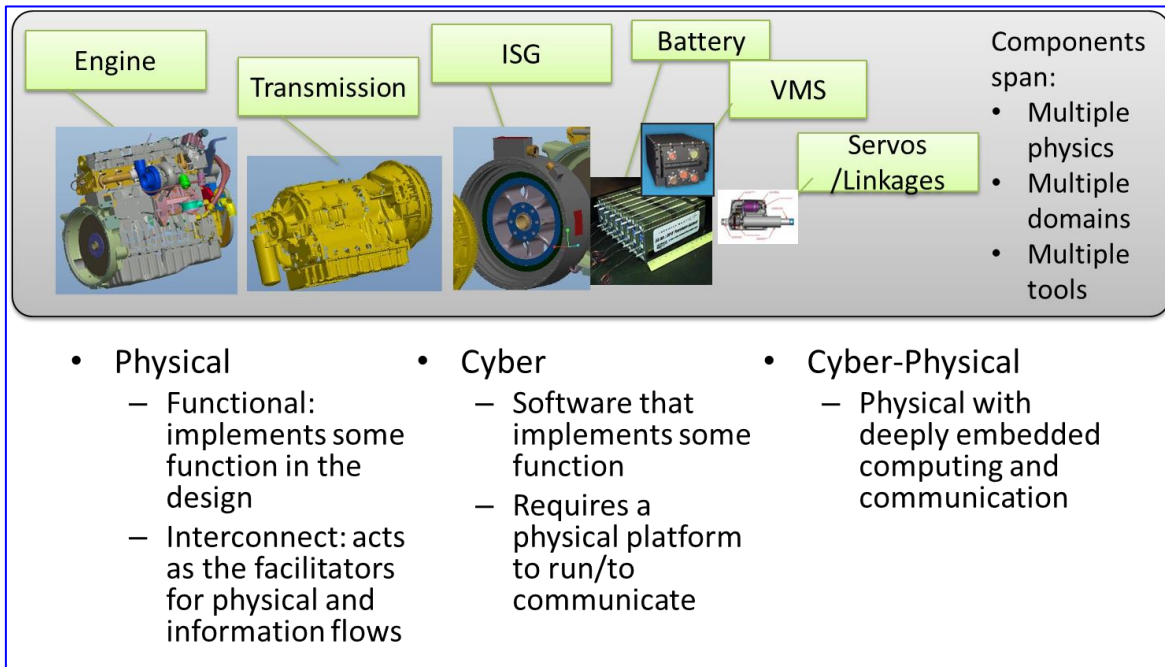 Engine
Transmission
ISG
Battery
VMS
Servos
/Linkages
Components
span:
• Multiple
physics
• Multiple
domains
• Multiple
tools
• Physical
– Functional:
implements some
function in the
design
– Interconnect: acts
as the facilitators
for physical and
information flows
• Cyber
– Software that
implements some
function
– Requires a
physical platform
to run/to
communicate
• Cyber-Physical
– Physical with
deeply embedded
computing and
communication